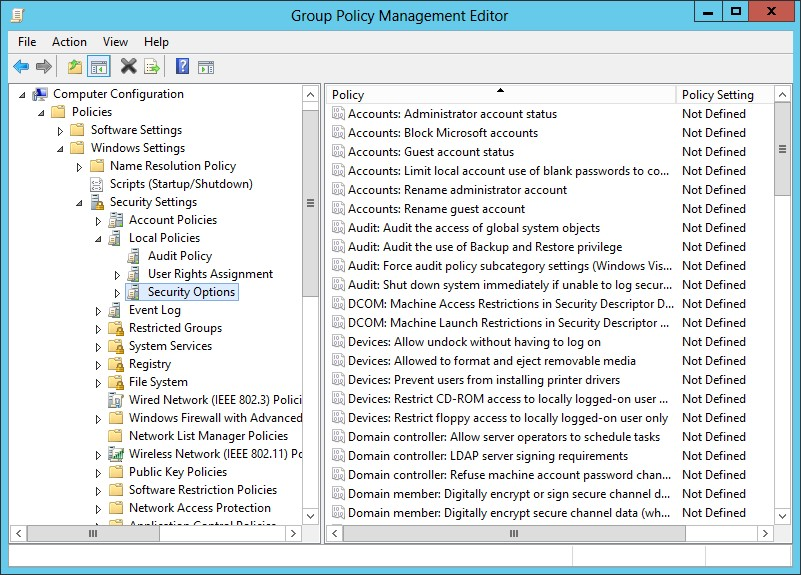 Group Policy Management Editor
File Action View Help
Computer Configuration
Policies
Software Settings
Windows Settings
Name Resolution Policy
Scripts (Startup/Shutdown)
Security Settings
Account Policies
Local Policies
Audit Policy
User Rights Assignment
Security Options
Event Log
Restricted Groups
System Services
Registry
File System
Wired Network (IEEE 802.3) Polici
Windows Firewall with Advanced
Network List Manager Policies
Wireless Network (IEEE 802.11) Po
Public Key Policies
Software Restriction Policies
Network Access Protection
Application Control Policies
Policy Policy Setting
Accounts: Administrator account status Not Defined
Accounts: Block Microsoft accounts Not Defined
Accounts: Guest account status Not Defined
Accounts: Limit local account use of blank passwords to co... Not Defined
Accounts: Rename administrator account Not Defined
Accounts: Rename guest account Not Defined
Audit: Audit the access of global system objects Not Defined
Audit: Audit the use of Backup and Restore privilege Not Defined
Audit: Force audit policy subcategory settings (Windows Vis... Not Defined
Audit: Shut down system immediately if unable to log secur... Not Defined
DCOM: Machine Access Restrictions in Security Descriptor D... Not Defined
DCOM: Machine Launch Restrictions in Security Descriptor ... Not Defined
Devices: Allow undock without having to log on Not Defined
Devices: Allowed to format and eject removable media Not Defined
Devices: Prevent users from installing printer drivers Not Defined
Devices: Restrict CD-ROM access to locally logged-on user ... Not Defined
Devices: Restrict floppy access to locally logged-on user only Not Defined
Domain controller: Allow server operators to schedule tasks Not Defined
Domain controller: LDAP server signing requirements Not Defined
Domain controller: Refuse machine account password chan... Not Defined
Domain member: Digitally encrypt or sign secure channel d... Not Defined
Domain member: Digitally encrypt secure channel data (wh... Not Defined